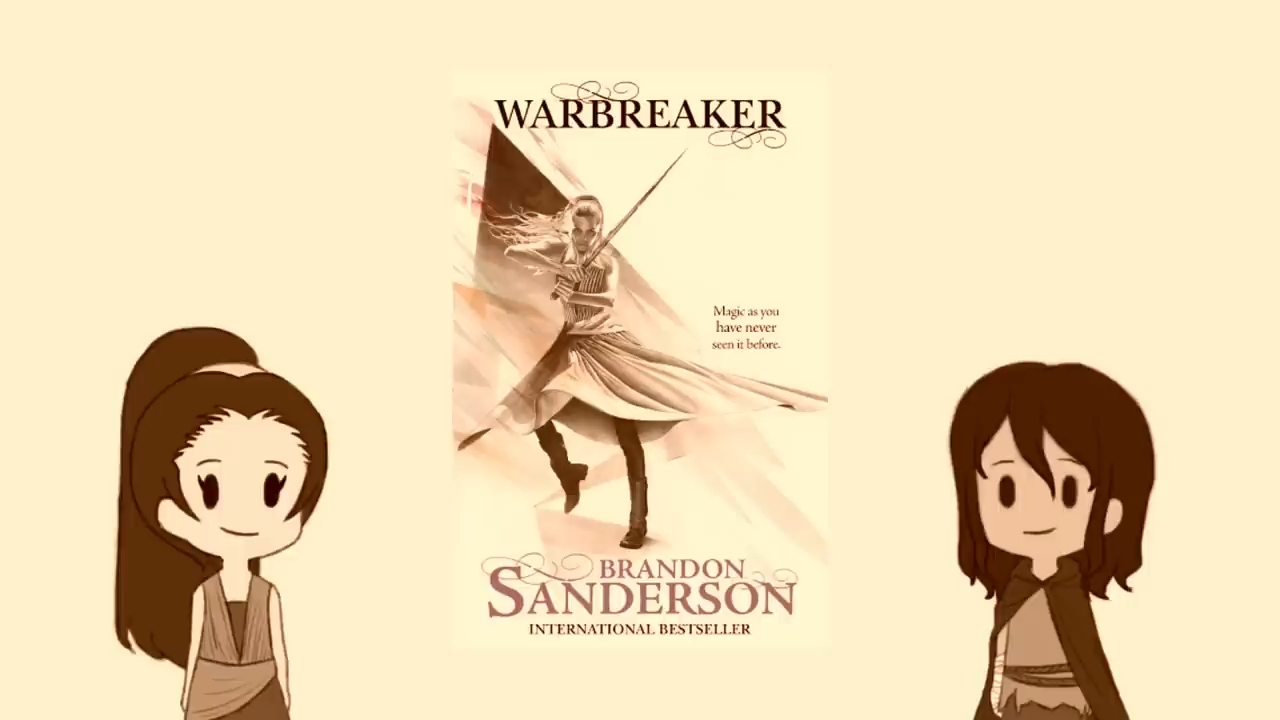 WARBREAKER
Magic as you
have never
seen it before.
BRANDON
SANDERSON
INTERNATIONAL BESTSELLER